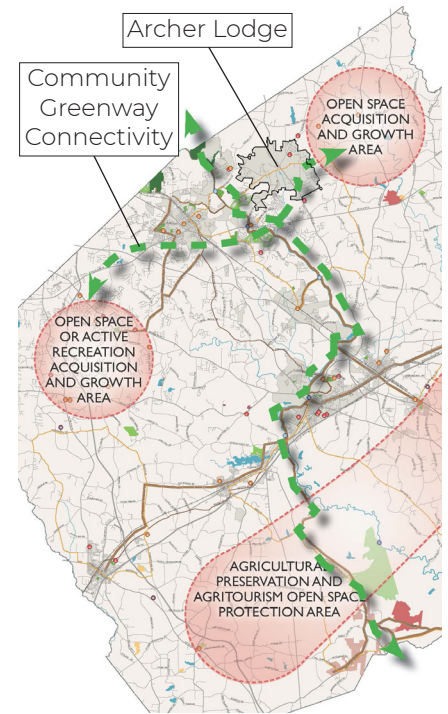 Archer Lodge
Community
Greenway
Connectivity
OPEN SPACE
ACQUISITION
AND GROWTH
AREA
OPEN SPACE
OR ACTIVE
RECREATION
ACQUISITION
AND GROWTH
AREA
AGRICULTURAL
PRESERVATION AND
AGRITOURISM OPEN SPACE
PROTECTION AREA